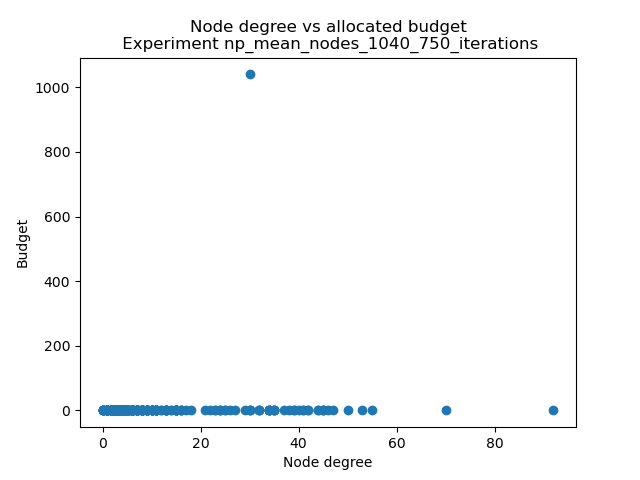 Node degree vs allocated budget
Experiment np_mean_nodes_1040_750_iterations
1000
800
600
400
200
0
Budget
0 20 40 60 80
Node degree